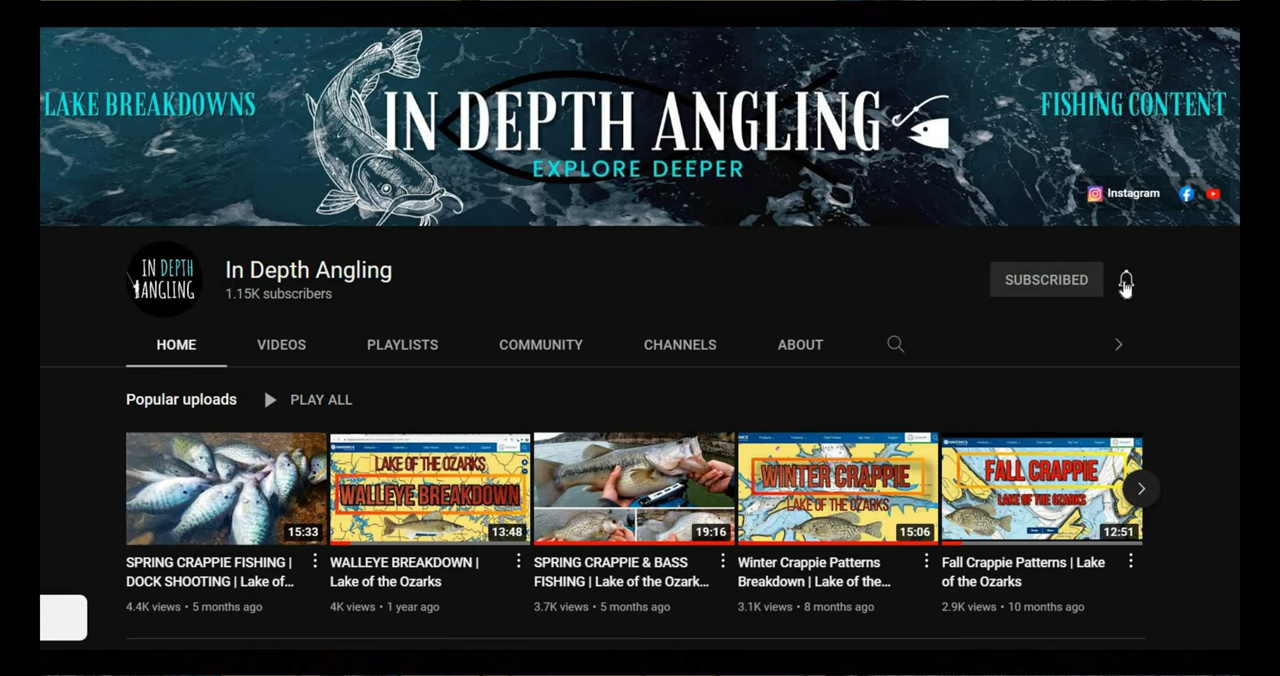 LAKE BREAKDOWNS
IN DEPTH ANGLING
EXPLORE DEEPER
FISHING CONTENT
Instagram
IN DEPTH
ANGLING
In Depth Angling
1.15K subscribers
SUBSCRIBED
HOME VIDEOS PLAYLISTS COMMUNITY CHANNELS ABOUT
Popular uploads PLAY ALL
15:33
LAKE OF THE OZARKS
WALLEYE BREAKDOWN
13:48
19:16
WINTER CRAPPIE
LAKE OF THE OZARKS
15:06
FALL CRAPPIE
LAKE OF THE OZARKS
12:51
SPRING CRAPPIE FISHING |
DOCK SHOOTING | Lake of...
4.4K views • 5 months ago
WALLEYE BREAKDOWN |
Lake of the Ozarks
4K views • 1 year ago
SPRING CRAPPIE & BASS
FISHING | Lake of the Ozark...
3.7K views • 5 months ago
Winter Crappie Patterns
Breakdown | Lake of the...
3.1K views • 8 months ago
Fall Crappie Patterns | Lake
of the Ozarks
2.9K views • 10 months ago